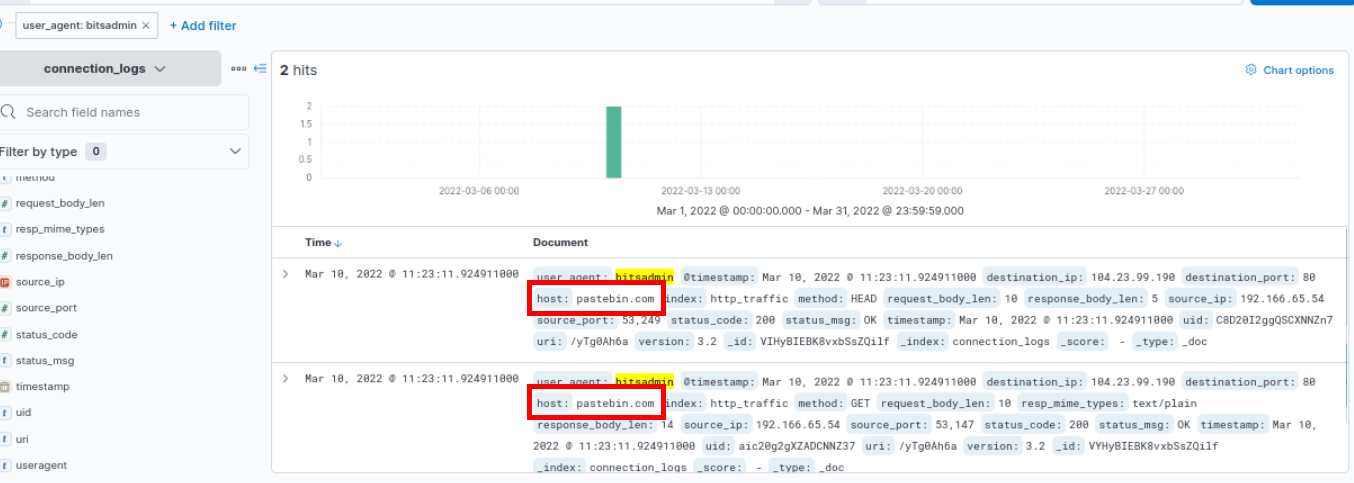 user_agent: bitsadmin ×
+ Add filter
connection_logs
2 hits
Chart options
Search field names
Filter by type 0
method
request_body_len
resp_mime_types
response_body_len
source_ip
source_port
status_code
status_msg
timestamp
uid
uri
useragent
2
1.5
1
0.5
0
2022-03-06 00:00
2022-03-13 00:00
2022-03-20 00:00
2022-03-27 00:00
Mar 1, 2022 @ 00:00:00.000 - Mar 31, 2022 @ 23:59:59.000
Time ↓ Document
Mar 10, 2022 @ 11:23:11.924911000
user_agent: bitsadmin @timestamp: Mar 10, 2022 @ 11:23:11.924911000 destination_ip: 104.23.99.190 destination_port: 80
host: pastebin.com index: http_traffic method: HEAD request_body_len: 10 response_body_len: 5 source_ip: 192.166.65.54
source_port: 53,249 status_code: 200 status_msg: OK timestamp: Mar 10, 2022 @ 11:23:11.924911000 uid: C8D20I2ggQSCXNNZn7
uri: /yTg0Ah6a version: 3.2 _id: VIHyBIEBK8vxbSsZQilf _index: connection_logs _score: - _type: _doc
Mar 10, 2022 @ 11:23:11.924911000
user_agent: bitsadmin @timestamp: Mar 10, 2022 @ 11:23:11.924911000 destination_ip: 104.23.99.190 destination_port: 80
host: pastebin.com index: http_traffic method: GET request_body_len: 10 resp_mime_types: text/plain
response_body_len: 14 source_ip: 192.166.65.54 source_port: 53,147 status_code: 200 status_msg: OK timestamp: Mar 10,
2022 @ 11:23:11.924911000 uid: aic20g2gXZADCNNZ37 uri: /yTg0Ah6a version: 3.2 _id: VYHyBIEBK8vxbSsZQilf
_index: connection_logs _score: - _type: _doc